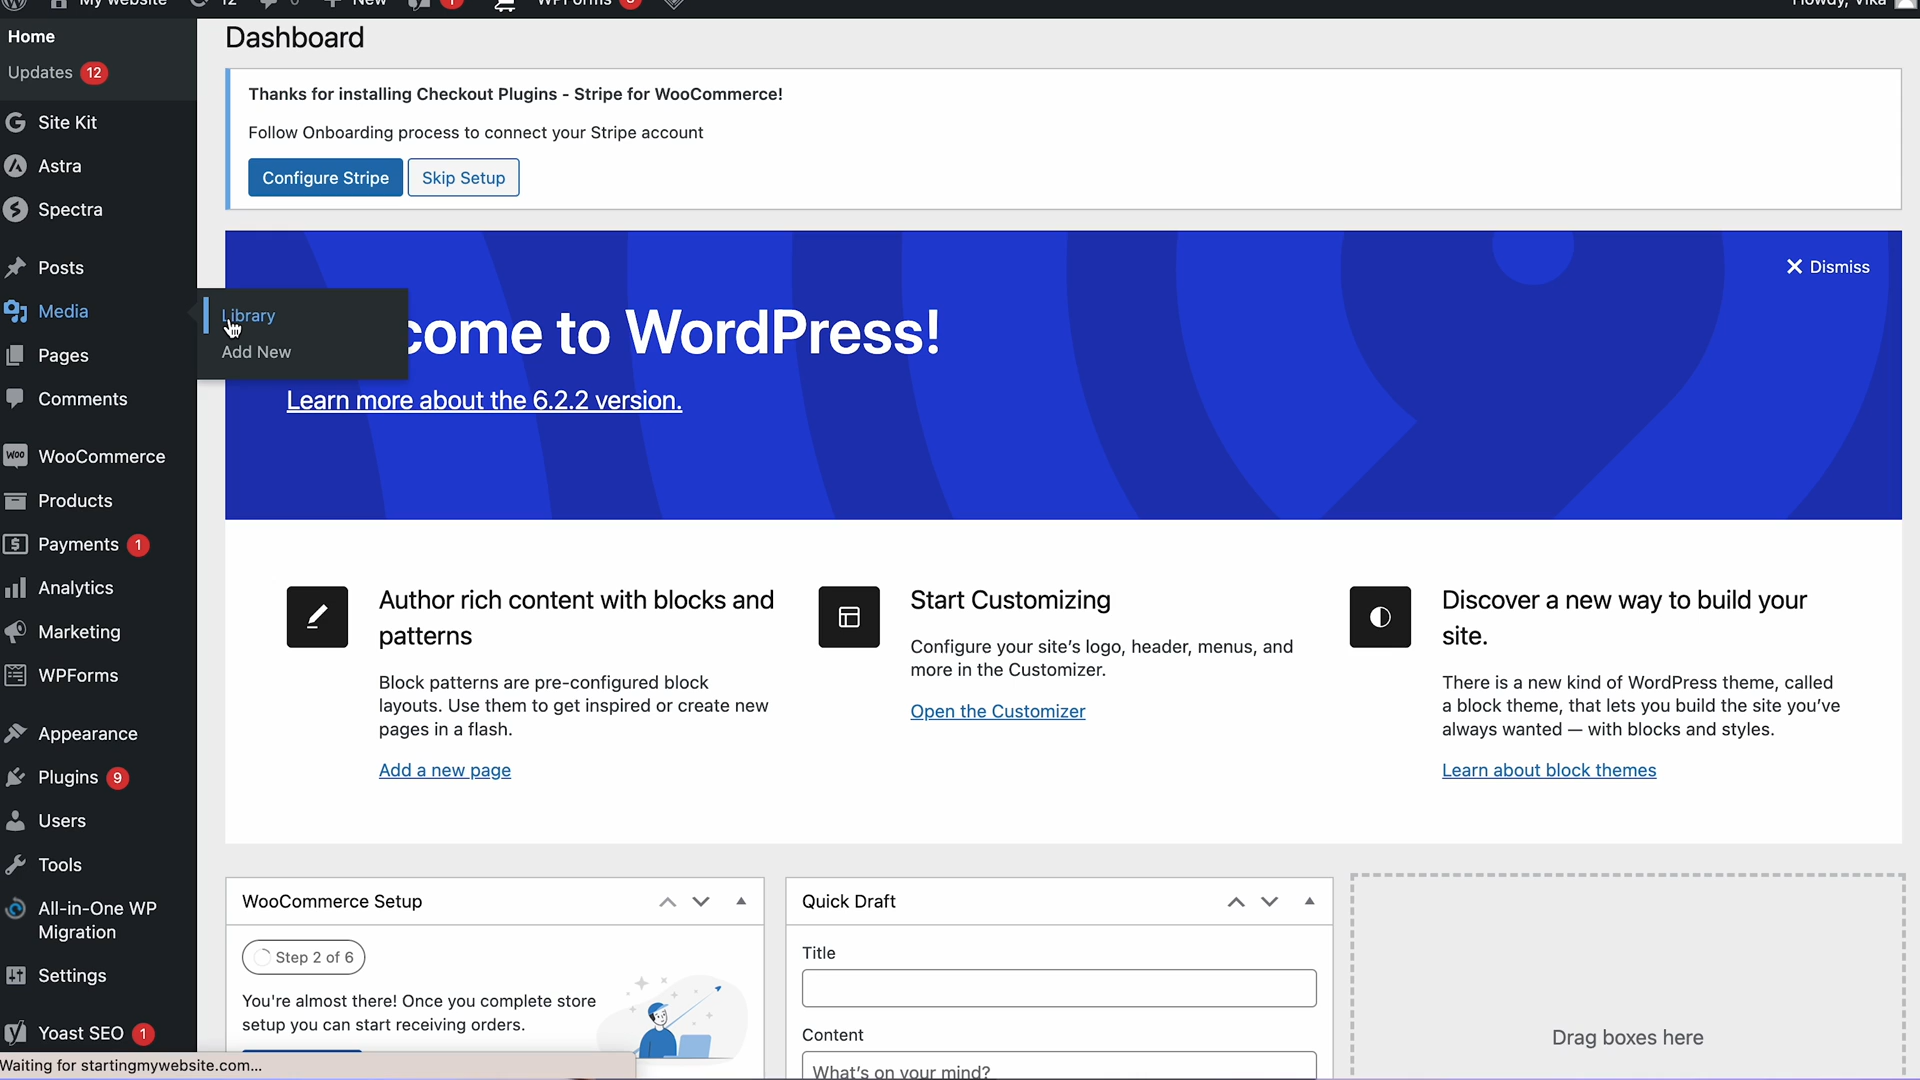 My website
12
New
1
WPForms
Howdy, Vika
Home
Updates 12
Site Kit
Astra
Spectra
Posts
Media
Library
Add New
Pages
Comments
WooCommerce
Products
Payments 1
Analytics
Marketing
WPForms
Appearance
Plugins 9
Users
Tools
All-in-One WP
Migration
Settings
Yoast SEO 1
Waiting for startingmywebsite.com...
Dashboard
Thanks for installing Checkout Plugins - Stripe for WooCommerce!
Follow Onboarding process to connect your Stripe account
Configure Stripe
Skip Setup
Dismiss
come to WordPress!
Learn more about the 6.2.2 version.
Author rich content with blocks and
patterns
Block patterns are pre-configured block
layouts. Use them to get inspired or create new
pages in a flash.
Add a new page
Start Customizing
Configure your site's logo, header, menus, and
more in the Customizer.
Open the Customizer
Discover a new way to build your
site.
There is a new kind of WordPress theme, called
a block theme, that lets you build the site you've
always wanted — with blocks and styles.
Learn about block themes
WooCommerce Setup
Step 2 of 6
You're almost there! Once you complete store
setup you can start receiving orders.
Quick Draft
Title
Content
What's on your mind?
Drag boxes here